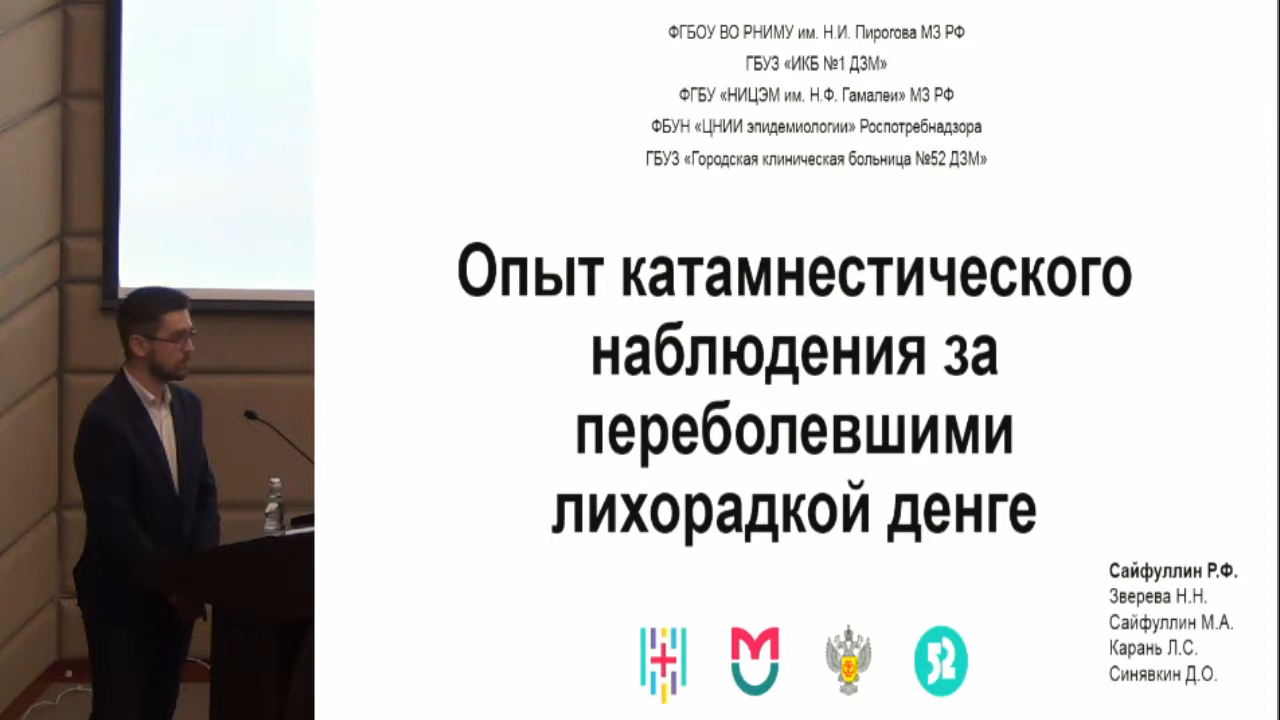 ФГБОУ ВО РНИМУ им. Н.И. Пирогова МЗ РФ
ГБУЗ «ИКБ №1 ДЗМ»
ФГБУ «НИЦЭМ им. Н.Ф. Гамалеи» МЗ РФ
ФБУН «ЦНИИ эпидемиологии» Роспотребнадзора
ГБУЗ «Городская клиническая больница №52 ДЗМ»
Опыт катамнестического
наблюдения за
переболевшими
лихорадкой денге
Сайфуллин Р.Ф.
Зверева Н.Н.
Сайфуллин М.А.
Карань Л.С.
Синявкин Д.О.
52